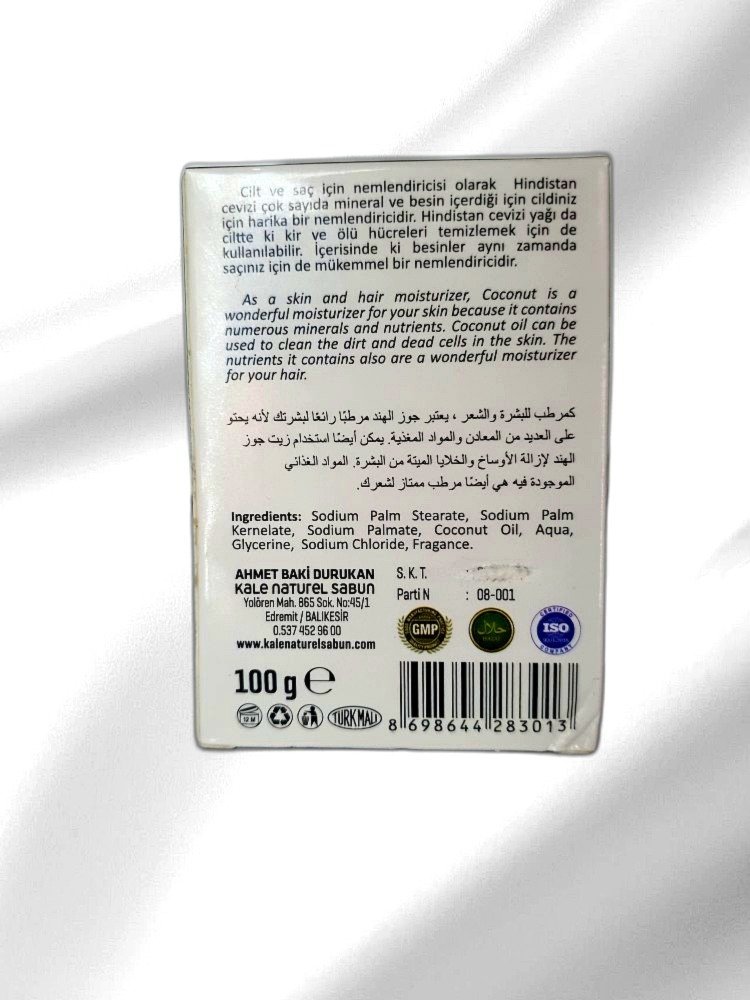 Cilt ve saç için nemlendiricisi olarak Hindistan
cevizi çok sayıda mineral ve besin içerdiği için cildiniz
için harika bir nemlendiricidir. Hindistan cevizi yağı da
ciltte ki kir ve ölü hücreleri temizlemek için de
kullanılabilir. İçerisinde ki besinler aynı zamanda
saçınız için de mükemmel bir nemlendiricidir.
As a skin and hair moisturizer, Coconut is a
wonderful moisturizer for your skin because it contains
numerous minerals and nutrients. Coconut oil can be
used to clean the dirt and dead cells in the skin. The
nutrients it contains also are a wonderful moisturizer
for your hair.
كمرطب للبشرة والشعر ، يعتبر جوز الهند مرطبًا رائعًا لبشرتك لأنه يحتو
على العديد من المعادن والمواد المغذية. يمكن أيضًا استخدام زيت جوز
الهند لإزالة الأوساخ والخلايا الميتة من البشرة. المواد الغذائي
الموجودة فيه هي أيضًا مرطب ممتاز لشعرك.
Ingredients: Sodium Palm Stearate, Sodium Palm
Kernelate, Sodium Palmate, Coconut Oil, Aqua,
Glycerine, Sodium Chloride, Fragance.
AHMET BAKİ DURUKAN
KALE NATUREL SABUN
Yolören Mah. 865 Sok. No:45/1
Edremit / BALIKESİR
0.537 452 96 00
www.kalenaturelsabun.com
S. K. T. :
Parti N : 08-001
GMP
حلال
HALAL
CERTIFIED
ISO
COMPANY
100 g ℮
12 M
TÜRK MALI
8 698644 283013